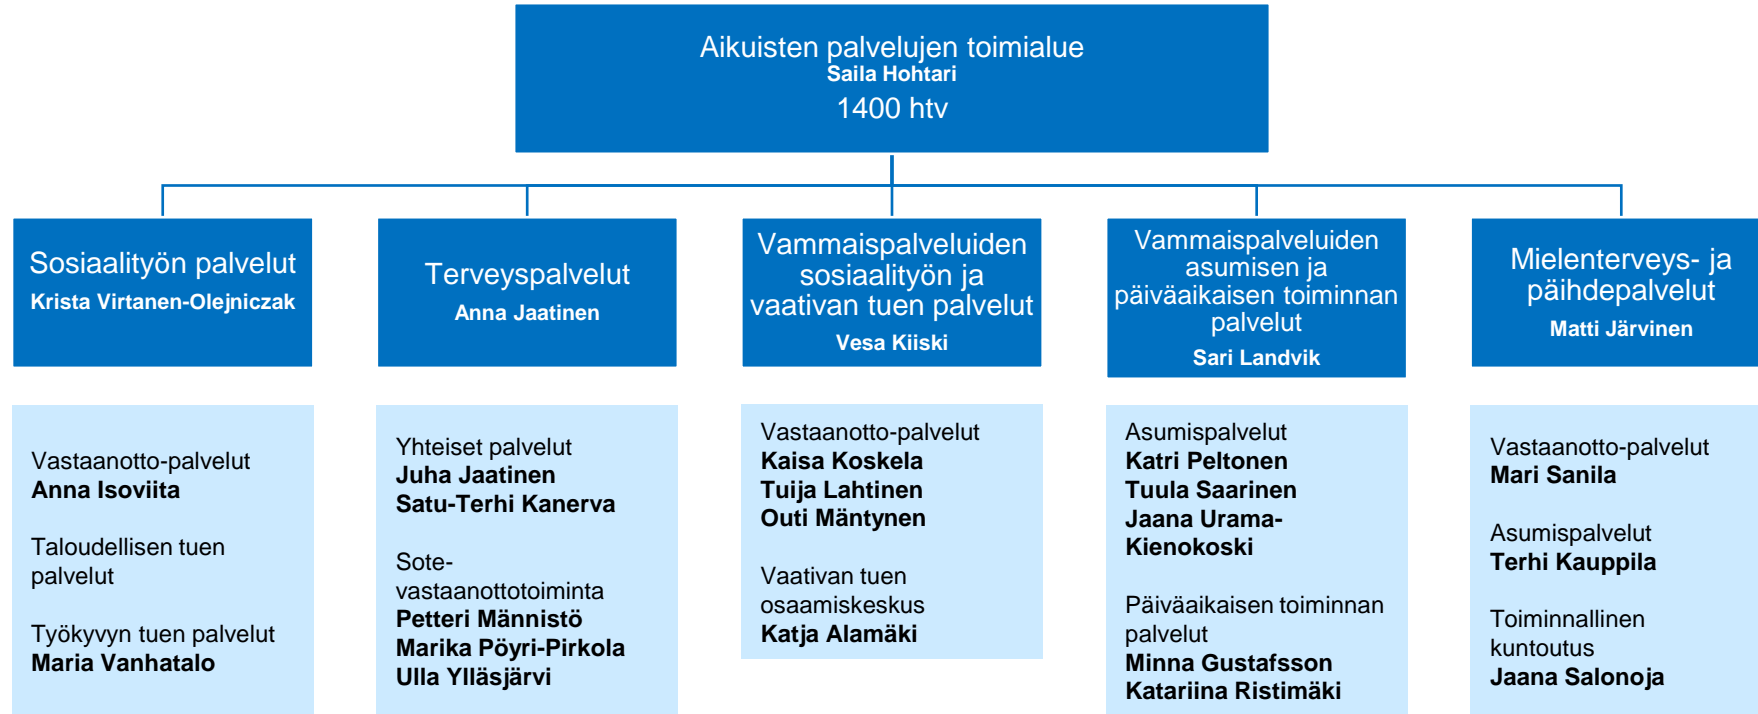 Aikuisten palvelujen toimialue
Saila Hohtari
1400 htv
Sosiaalityön palvelut
Krista Virtanen-Olejniczak
Terveyspalvelut
Anna Jaatinen
Vammaispalveluiden
sosiaalityön ja
vaativan tuen palvelut
Vesa Kiiski
Vammaispalveluiden
asumisen ja
päiväaikaisen toiminnan
palvelut
Sari Landvik
Mielenterveys- ja
päihdepalvelut
Matti Järvinen
Vastaanotto-palvelut
Anna Isoviita
Taloudellisen tuen
palvelut
Työkyvyn tuen palvelut
Maria Vanhatalo
Yhteiset palvelut
Juha Jaatinen
Satu-Terhi Kanerva
Sote-
vastaanottotoiminta
Petteri Männistö
Marika Pöyri-Pirkola
Ulla Ylläsjärvi
Vastaanotto-palvelut
Kaisa Koskela
Tuija Lahtinen
Outi Mäntynen
Vaativan tuen
osaamiskeskus
Katja Alamäki
Asumispalvelut
Katri Peltonen
Tuula Saarinen
Jaana Urama-
Kienokoski
Päiväaikaisen toiminnan
palvelut
Minna Gustafsson
Katariina Ristimäki
Vastaanotto-palvelut
Mari Sanila
Asumispalvelut
Terhi Kauppila
Toiminnallinen
kuntoutus
Jaana Salonoja